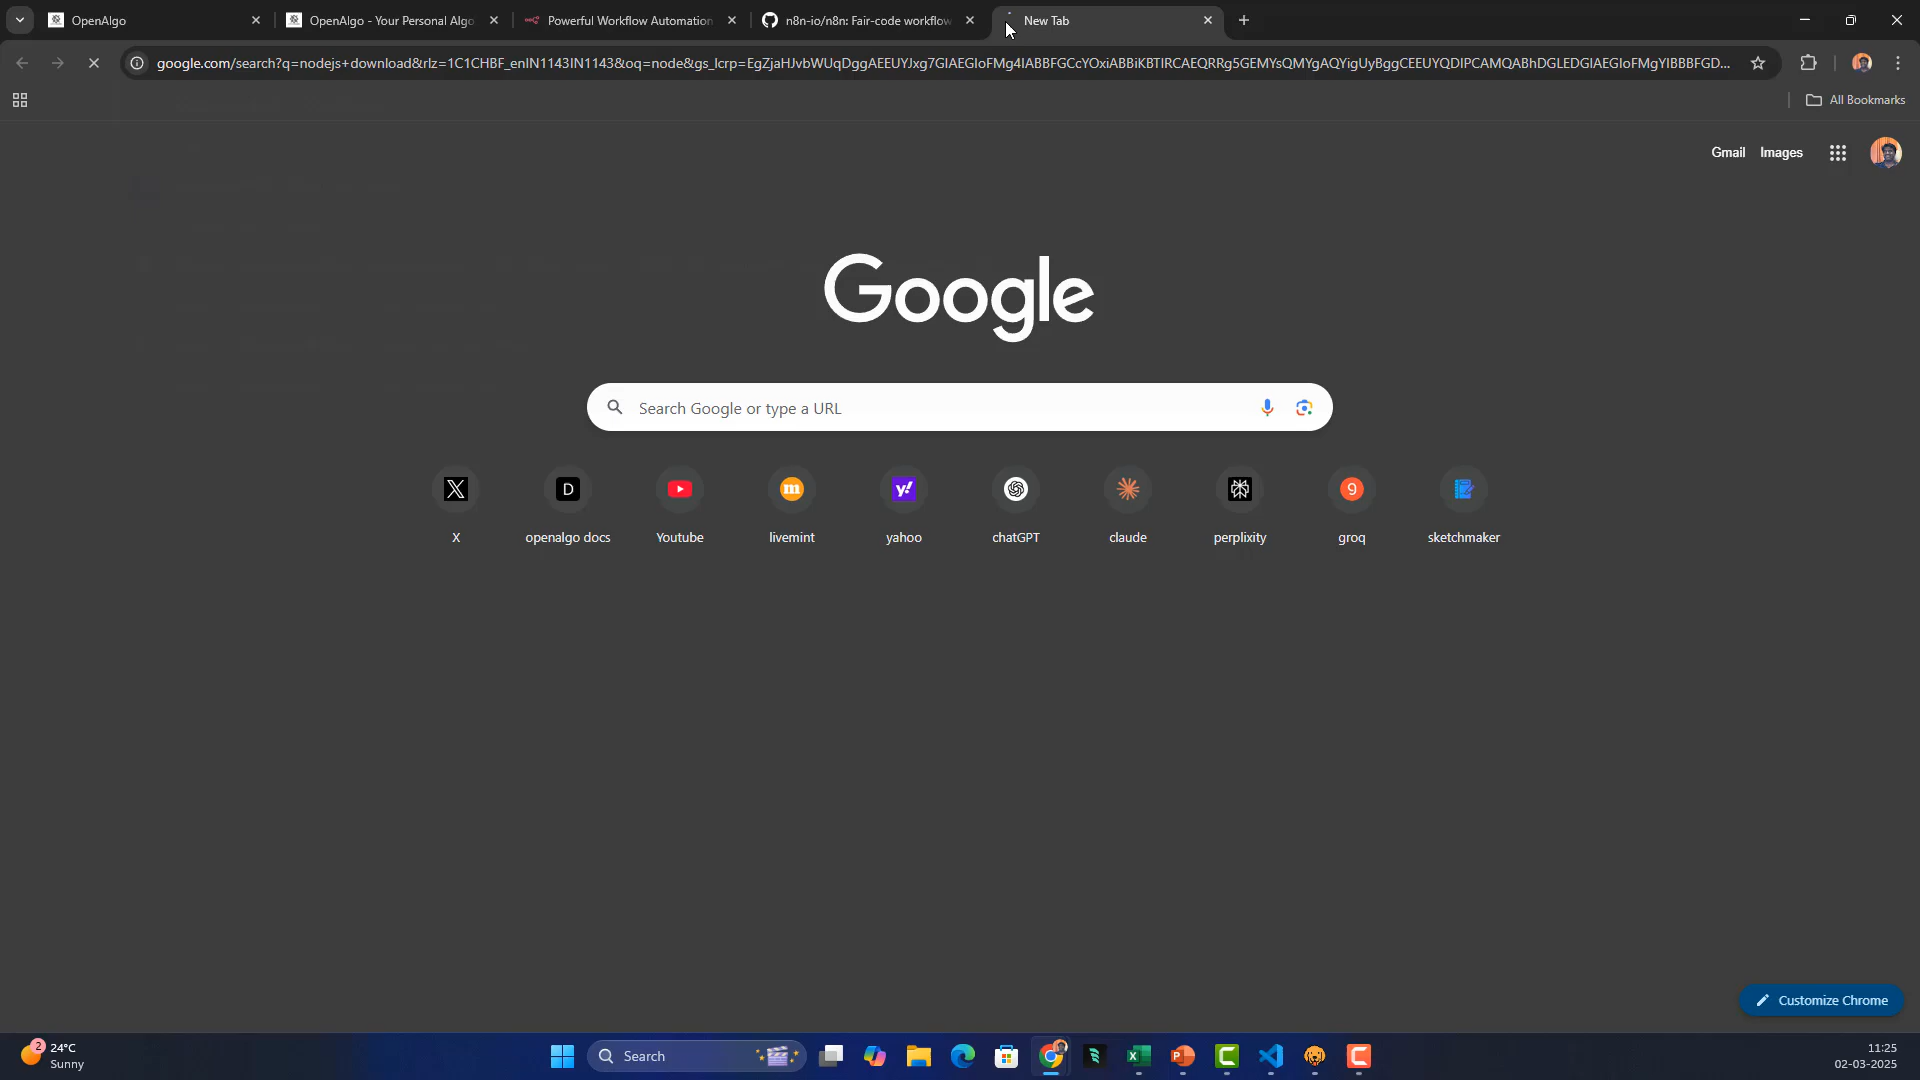 OpenAlgo
OpenAlgo - Your Personal Algo
Powerful Workflow Automation
n8n-io/n8n: Fair-code workflow
New Tab
google.com/search?q=nodejs+download&rlz=1C1CHBF_enIN1143IN1143&oq=node&gs_lcrp=EgZjaHJvbWUqDggAEEUYJxg7GIAEGIoFMg4IABBFGCcYOxiABBiKBTIRCAEQRRg5GEMYsQMYgAQYigUyBggCEEUYQDIPCAMQABhDGLEDGIAEGIoFMgYIBBBFGD...
All Bookmarks
Gmail
Images
Google
Search Google or type a URL
D
m
y!
9
X
openalgo docs
Youtube
livemint
yahoo
chatGPT
claude
perplixity
groq
sketchmaker
Customize Chrome
2
24°C
Sunny
Search
11:25
02-03-2025